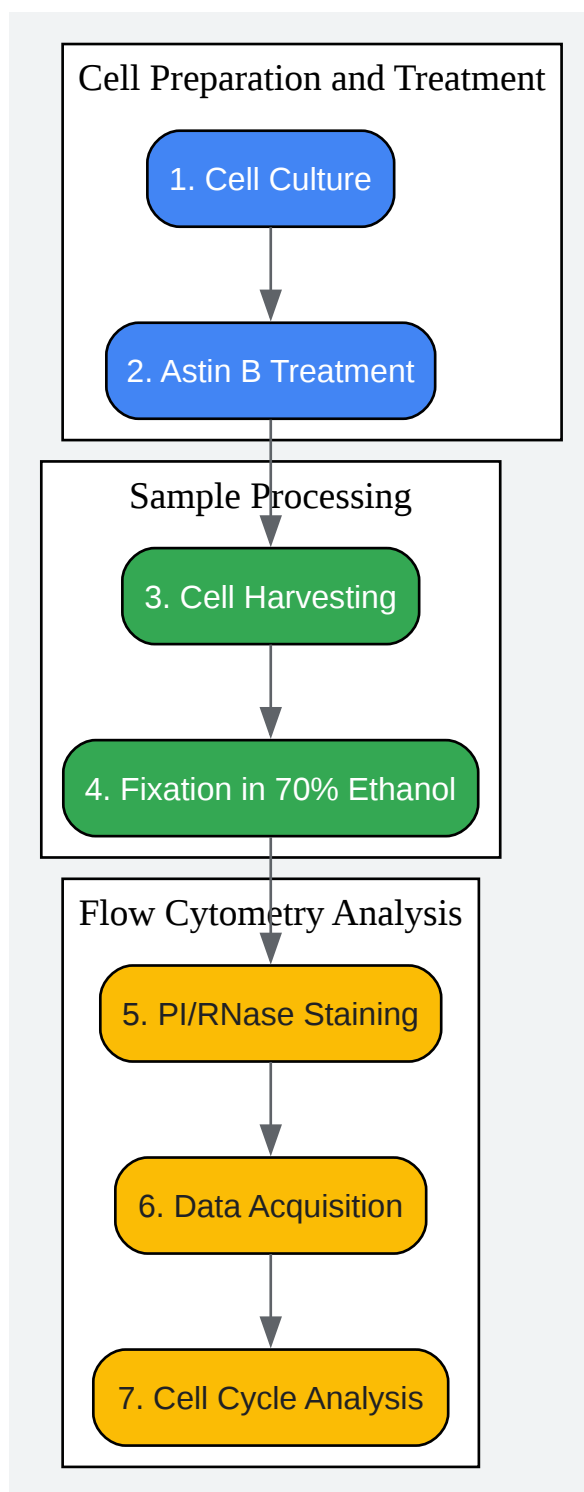 Cell Preparation and Treatment
1. Cell Culture
2. Astin B Treatment
Sample Processing
3. Cell Harvesting
4. Fixation in 70% Ethanol
Flow Cytometry Analysis
5. PI/RNase Staining
6. Data Acquisition
7. Cell Cycle Analysis